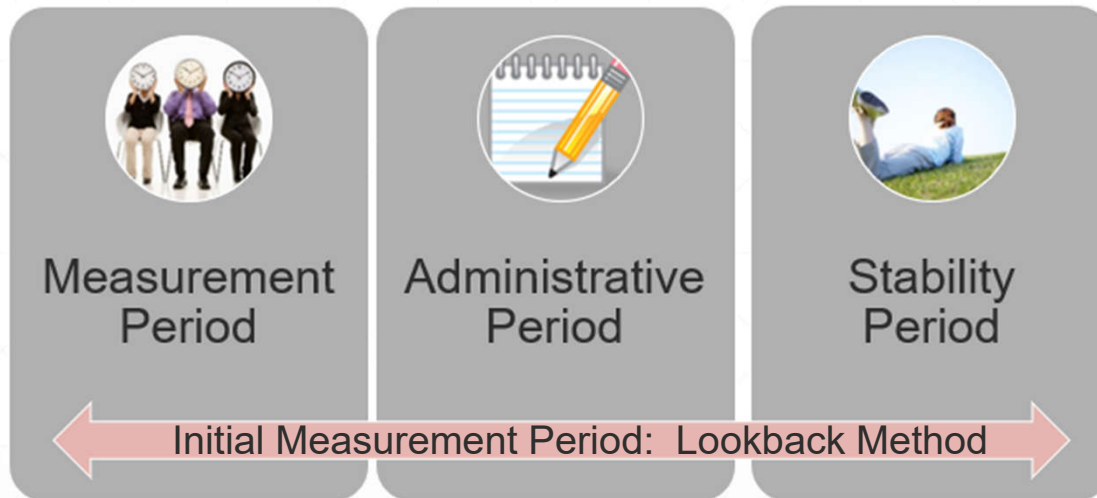 Measurement
Period
Administrative
Period
Stability
Period
Initial Measurement Period:  Lookback Method